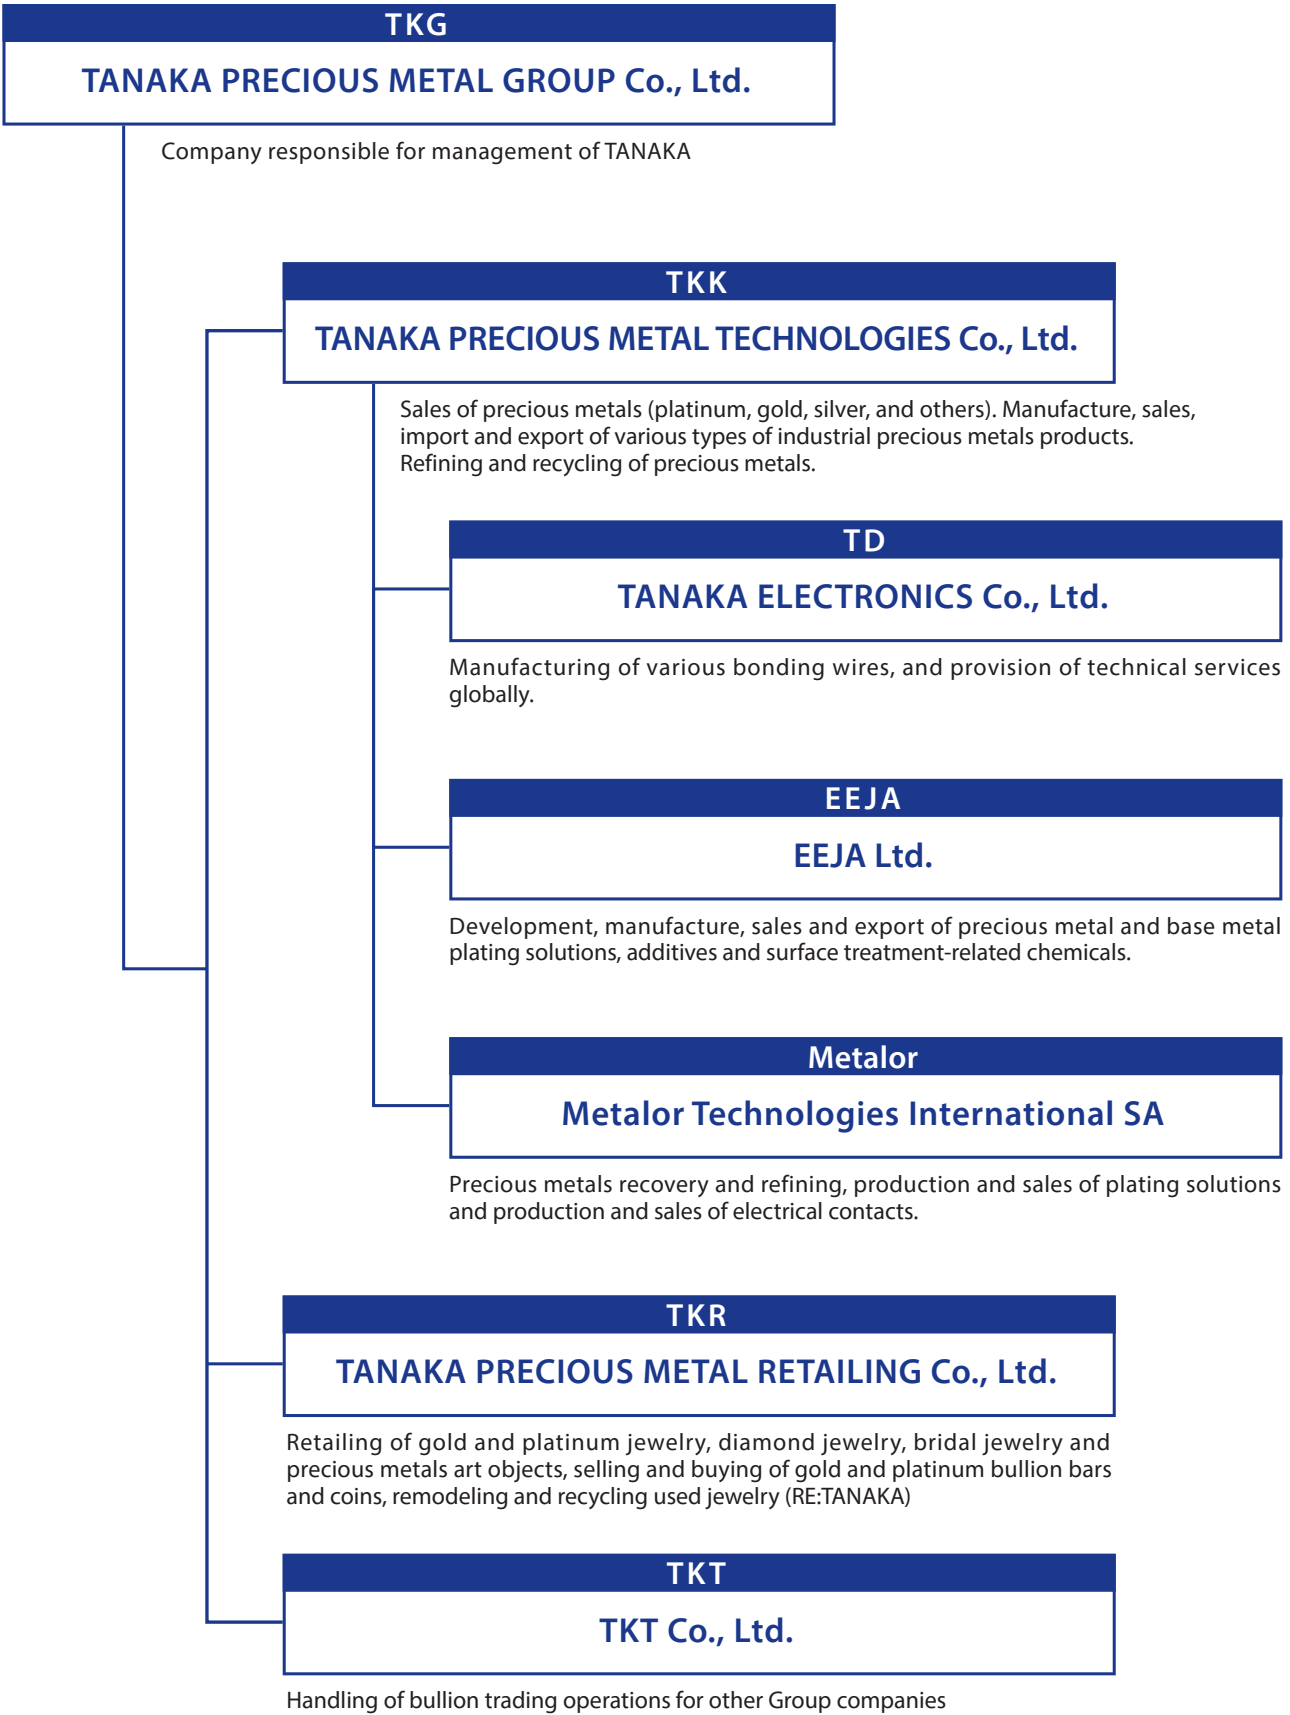 TKG
TANAKA PRECIOUS METAL GROUP Co., Ltd.
Company responsible for management of TANAKA
TKK
TANAKA PRECIOUS METAL TECHNOLOGIES Co., Ltd.
Sales of precious metals (platinum, gold, silver, and others). Manufacture, sales,
import and export of various types of industrial precious metals products.
Refining and recycling of precious metals.
TD
TANAKA ELECTRONICS Co., Ltd.
Manufacturing of various bonding wires, and provision of technical services
globally.
EEJA
EEJA Ltd.
Development, manufacture, sales and export of precious metal and base metal
plating solutions, additives and surface treatment-related chemicals.
Metalor
Metalor Technologies International SA
Precious metals recovery and refining, production and sales of plating solutions
and production and sales of electrical contacts.
TKR
TANAKA PRECIOUS METAL RETAILING Co., Ltd.
Retailing of gold and platinum jewelry, diamond jewelry, bridal jewelry and
precious metals art objects, selling and buying of gold and platinum bullion bars
and coins, remodeling and recycling used jewelry (RE:TANAKA)
TKT
TKT Co., Ltd.
Handling of bullion trading operations for other Group companies